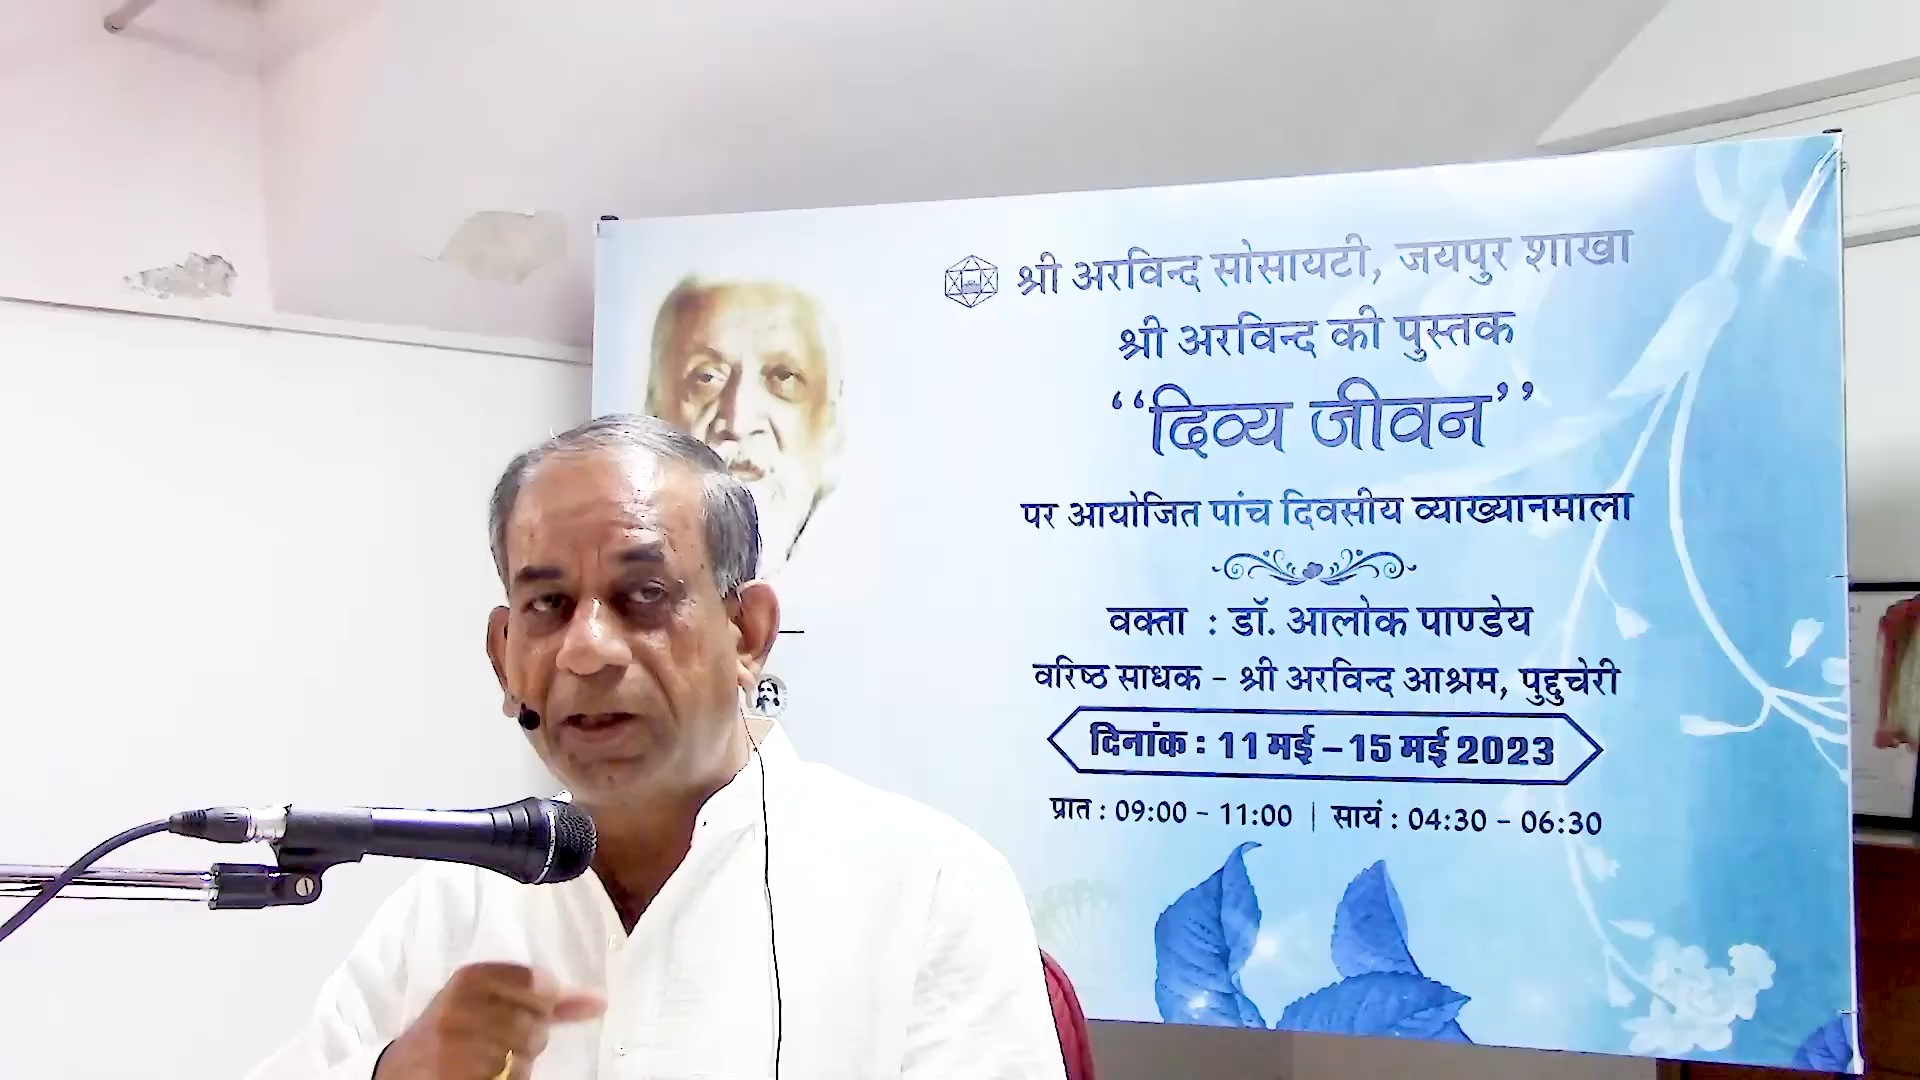 श्री अरविन्द सोसायटी, जयपुर शाखा
श्री अरविन्द की पुस्तक
‘‘दिव्य जीवन’’
पर आयोजित पांच दिवसीय व्याख्यानमाला
वक्ता : डॉ. आलोक पाण्डेय
वरिष्ठ साधक - श्री अरविन्द आश्रम, पुद्दुचेरी
दिनांक : 11 मई – 15 मई 2023
प्रात : 09:00 - 11:00 | सायं : 04:30 - 06:30